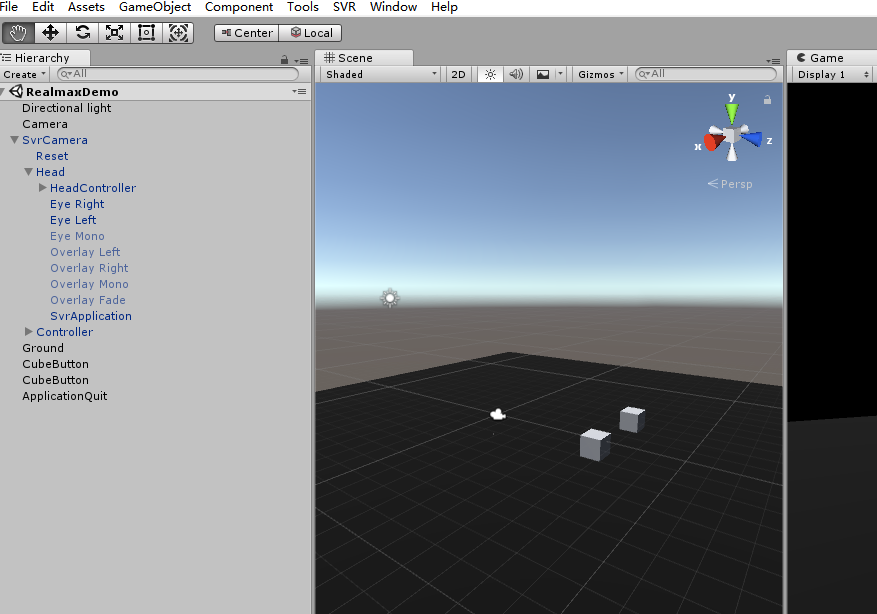 File Edit Assets GameObject Component Tools SVR Window Help
Center Local
Hierarchy
Create All
RealmaxDemo
Directional light
Camera
SvrCamera
Reset
Head
HeadController
Eye Right
Eye Left
Eye Mono
Overlay Left
Overlay Right
Overlay Mono
Overlay Fade
SvrApplication
Controller
Ground
CubeButton
CubeButton
ApplicationQuit
Scene
Shaded 2D Gizmos All
y
x z
Persp
Game
Display 1